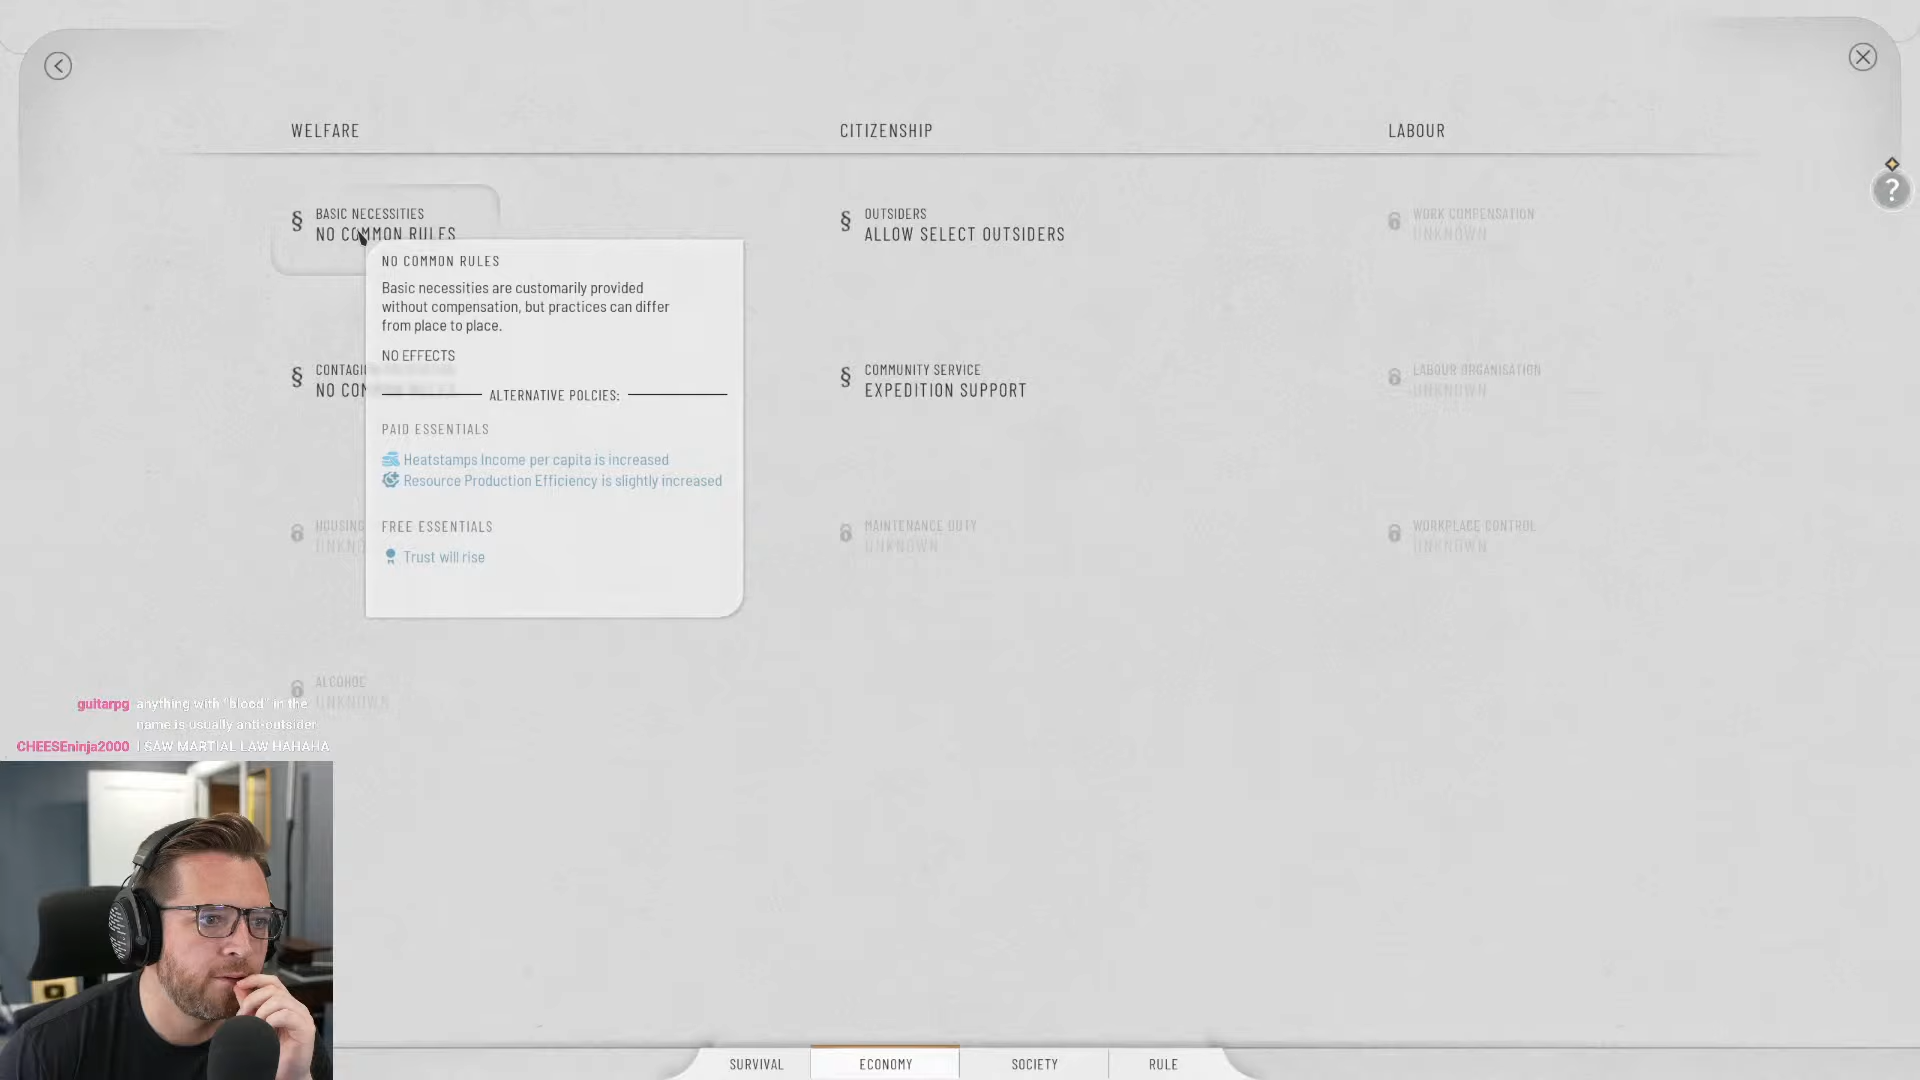 WELFARE
CITIZENSHIP
LABOUR
§ BASIC NECESSITIES
NO COMMON RULES
§ OUTSIDERS
ALLOW SELECT OUTSIDERS
WORK COMPENSATION
UNKNOWN
?
NO COMMON RULES
Basic necessities are customarily provided
without compensation, but practices can differ
from place to place.
NO EFFECTS
ALTERNATIVE POLCIES:
PAID ESSENTIALS
Heatstamps Income per capita is increased
Resource Production Efficiency is slightly increased
FREE ESSENTIALS
Trust will rise
§ CONTAGI
NO CO
§ COMMUNITY SERVICE
EXPEDITION SUPPORT
LABOUR ORGANISATION
UNKNOWN
HOUSING
UNKNO
MAINTENANCE DUTY
UNKNOWN
WORKPLACE CONTROL
UNKNOWN
ALCOHOL
UNKNOWN
guitarpg anything with "blood" in the
name is usually anti-outsider
CHEESEninja2000 I SAW MARTIAL LAW HAHAHA
SURVIVAL
ECONOMY
SOCIETY
RULE